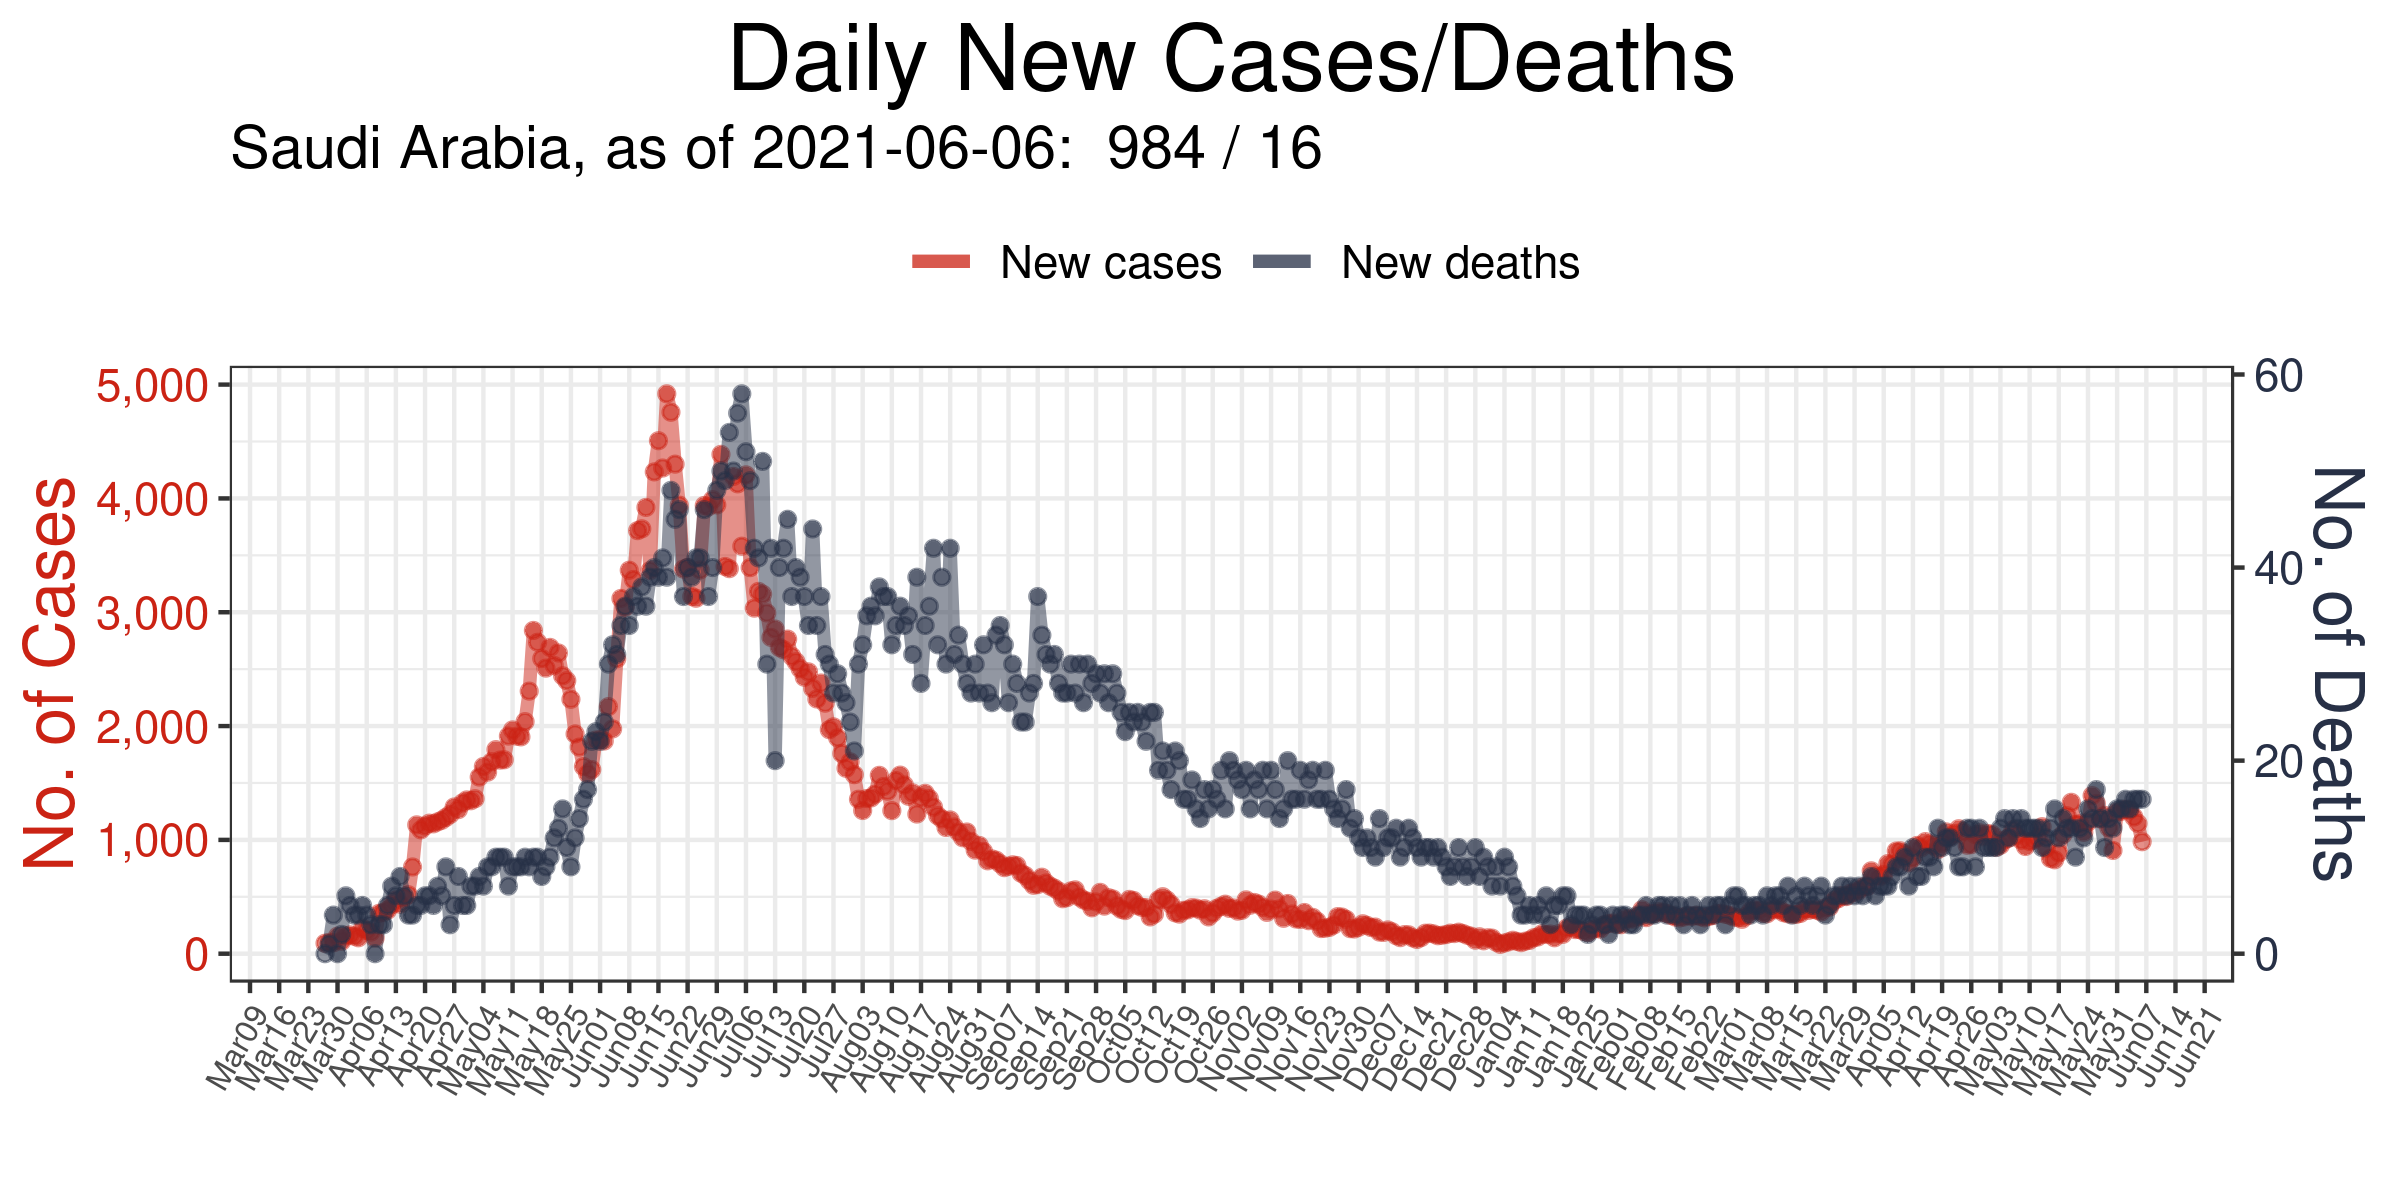 Daily New Cases/Deaths
Saudi Arabia, as of 2021-06-06:  984 / 16
New cases New deaths
No. of Cases
5,000
4,000
3,000
2,000
1,000
0
60
40
20
0
No. of Deaths
Mar09 Mar16 Mar23 Mar30 Apr06 Apr13 Apr20 Apr27 May04 May11 May18 May25 Jun01 Jun08 Jun15 Jun22 Jun29 Jul06 Jul13 Jul20 Jul27 Aug03 Aug10 Aug17 Aug24 Aug31 Sep07 Sep14 Sep21 Sep28 Oct05 Oct12 Oct19 Oct26 Nov02 Nov09 Nov16 Nov23 Nov30 Dec07 Dec14 Dec21 Dec28 Jan04 Jan11 Jan18 Jan25 Feb01 Feb08 Feb15 Feb22 Mar01 Mar08 Mar15 Mar22 Mar29 Apr05 Apr12 Apr19 Apr26 May03 May10 May17 May24 May31 Jun07 Jun14 Jun21